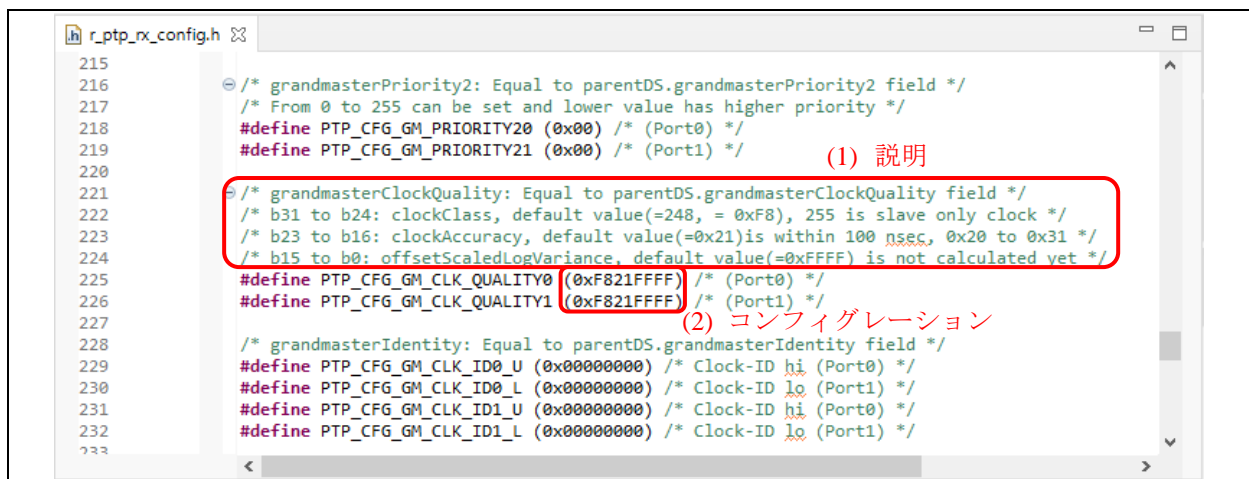 r_ptp_rx_config.h
215
216 /* grandmasterPriority2: Equal to parentDS.grandmasterPriority2 field */
217 /* From 0 to 255 can be set and lower value has higher priority */
218 #define PTP_CFG_GM_PRIORITY20 (0x00) /* (Port0) */
219 #define PTP_CFG_GM_PRIORITY21 (0x00) /* (Port1) */
(1) 説明
220
221 /* grandmasterClockQuality: Equal to parentDS.grandmasterClockQuality field */
222 /* b31 to b24: clockClass, default value(=248, = 0xF8), 255 is slave only clock */
223 /* b23 to b16: clockAccuracy, default value(=0x21)is within 100 nsec, 0x20 to 0x31 */
224 /* b15 to b0: offsetScaledLogVariance, default value(=0xFFFF) is not calculated yet */
225 #define PTP_CFG_GM_CLK_QUALITY0 (0xF821FFFF) /* (Port0) */
226 #define PTP_CFG_GM_CLK_QUALITY1 (0xF821FFFF) /* (Port1) */
(2) コンフィグレーション
227
228 /* grandmasterIdentity: Equal to parentDS.grandmasterIdentity field */
229 #define PTP_CFG_GM_CLK_ID0_U (0x00000000) /* Clock-ID hi (Port0) */
230 #define PTP_CFG_GM_CLK_ID0_L (0x00000000) /* Clock-ID lo (Port1) */
231 #define PTP_CFG_GM_CLK_ID1_U (0x00000000) /* Clock-ID hi (Port0) */
232 #define PTP_CFG_GM_CLK_ID1_L (0x00000000) /* Clock-ID lo (Port1) */
233